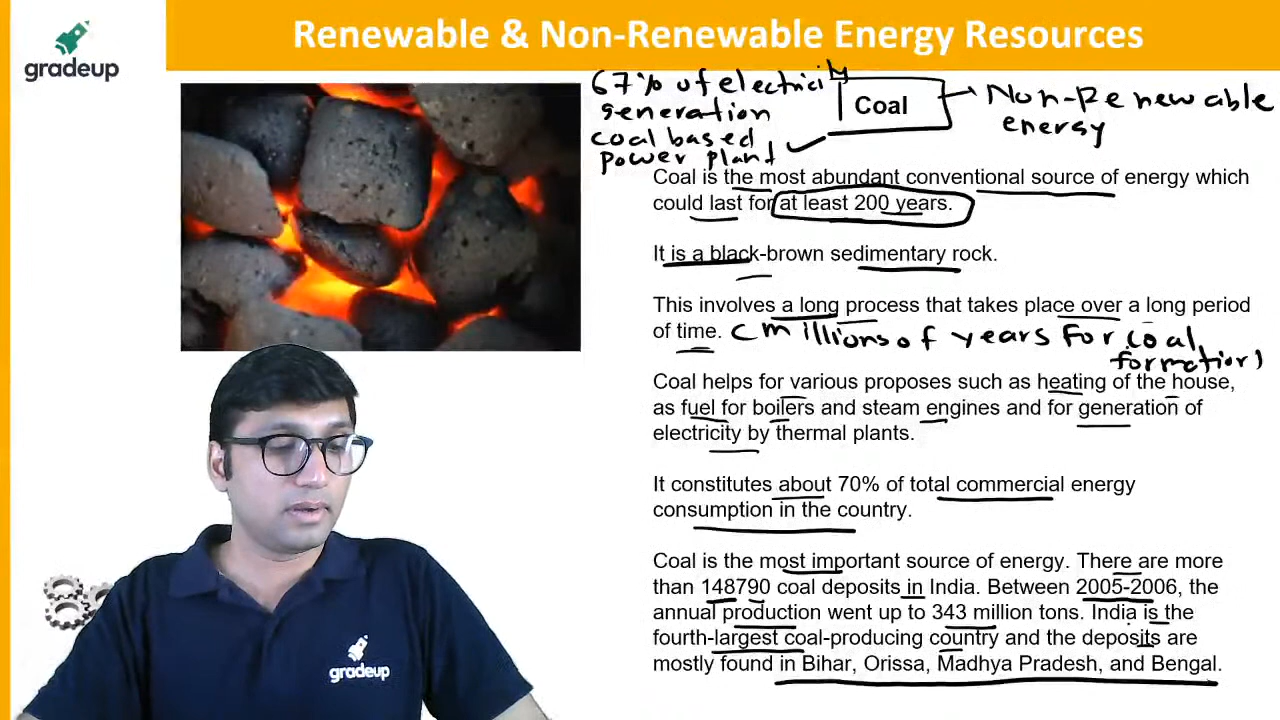 Renewable & Non-Renewable Energy Resources
gradeup
67% of electricity
generation
coal based
power plant
Coal
Non-Renewable
energy
Coal is the most abundant conventional source of energy which
could last for at least 200 years.
It is a black-brown sedimentary rock.
This involves a long process that takes place over a long period
of time. (millions of years For coal
formation)
Coal helps for various proposes such as heating of the house,
as fuel for boilers and steam engines and for generation of
electricity by thermal plants.
It constitutes about 70% of total commercial energy
consumption in the country.
Coal is the most important source of energy. There are more
than 148790 coal deposits in India. Between 2005-2006, the
annual production went up to 343 million tons. India is the
fourth-largest coal-producing country and the deposits are
mostly found in Bihar, Orissa, Madhya Pradesh, and Bengal.
gradeup